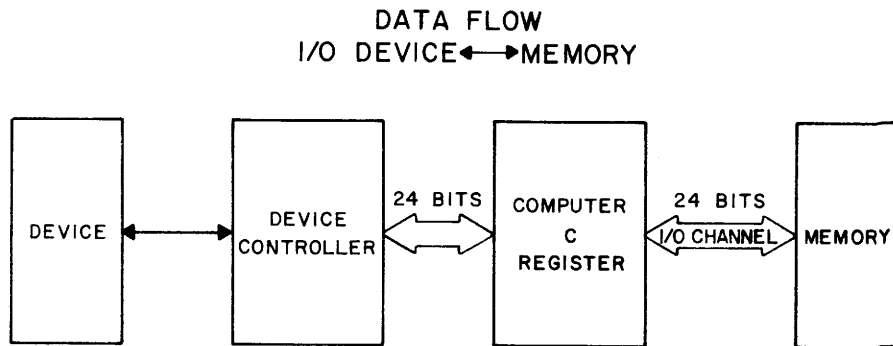 DATA FLOW
I/O DEVICE↔MEMORY
DEVICE
DEVICE
CONTROLLER
24 BITS
COMPUTER
C
REGISTER
24 BITS
I/O CHANNEL
MEMORY